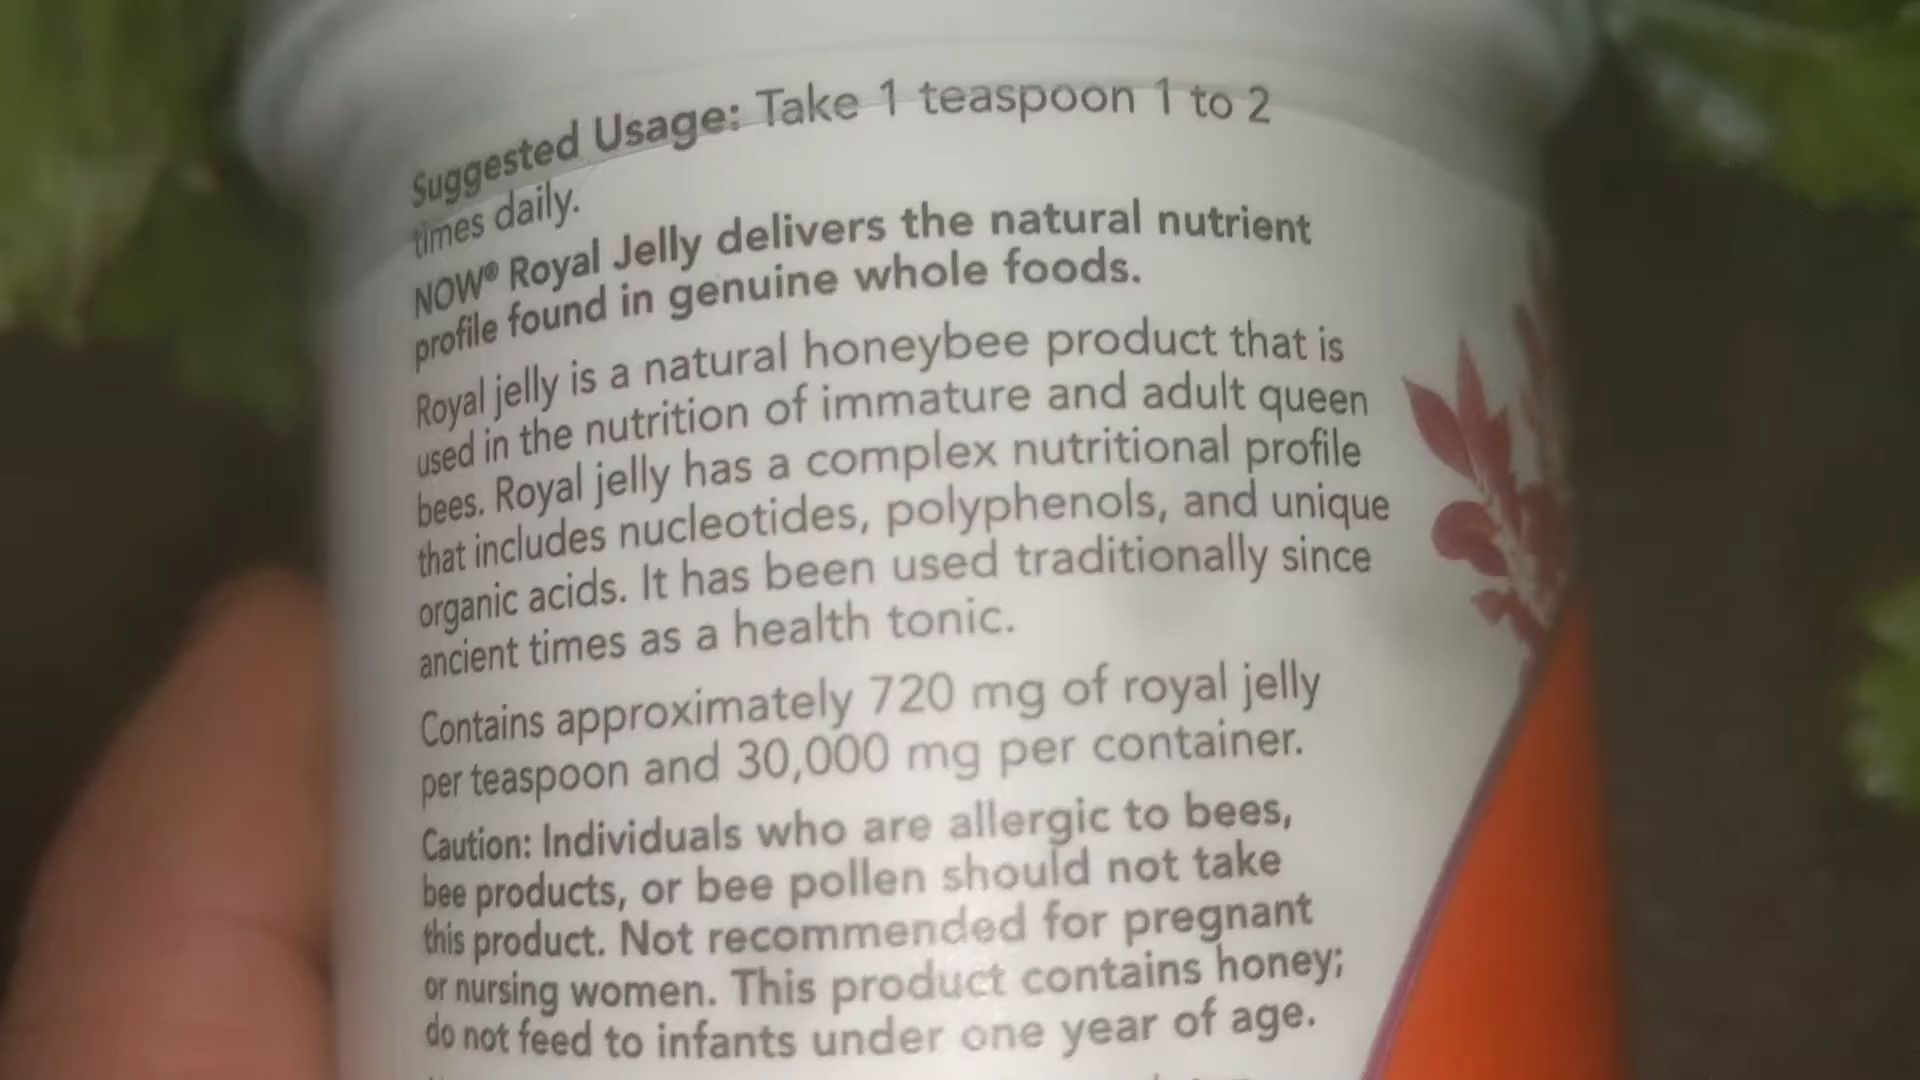 Suggested Usage: Take 1 teaspoon 1 to 2
times daily.
NOW® Royal Jelly delivers the natural nutrient
profile found in genuine whole foods.
Royal jelly is a natural honeybee product that is
used in the nutrition of immature and adult queen
bees. Royal jelly has a complex nutritional profile
that includes nucleotides, polyphenols, and unique
organic acids. It has been used traditionally since
ancient times as a health tonic.
Contains approximately 720 mg of royal jelly
per teaspoon and 30,000 mg per container.
Caution: Individuals who are allergic to bees,
bee products, or bee pollen should not take
this product. Not recommended for pregnant
or nursing women. This product contains honey;
do not feed to infants under one year of age.